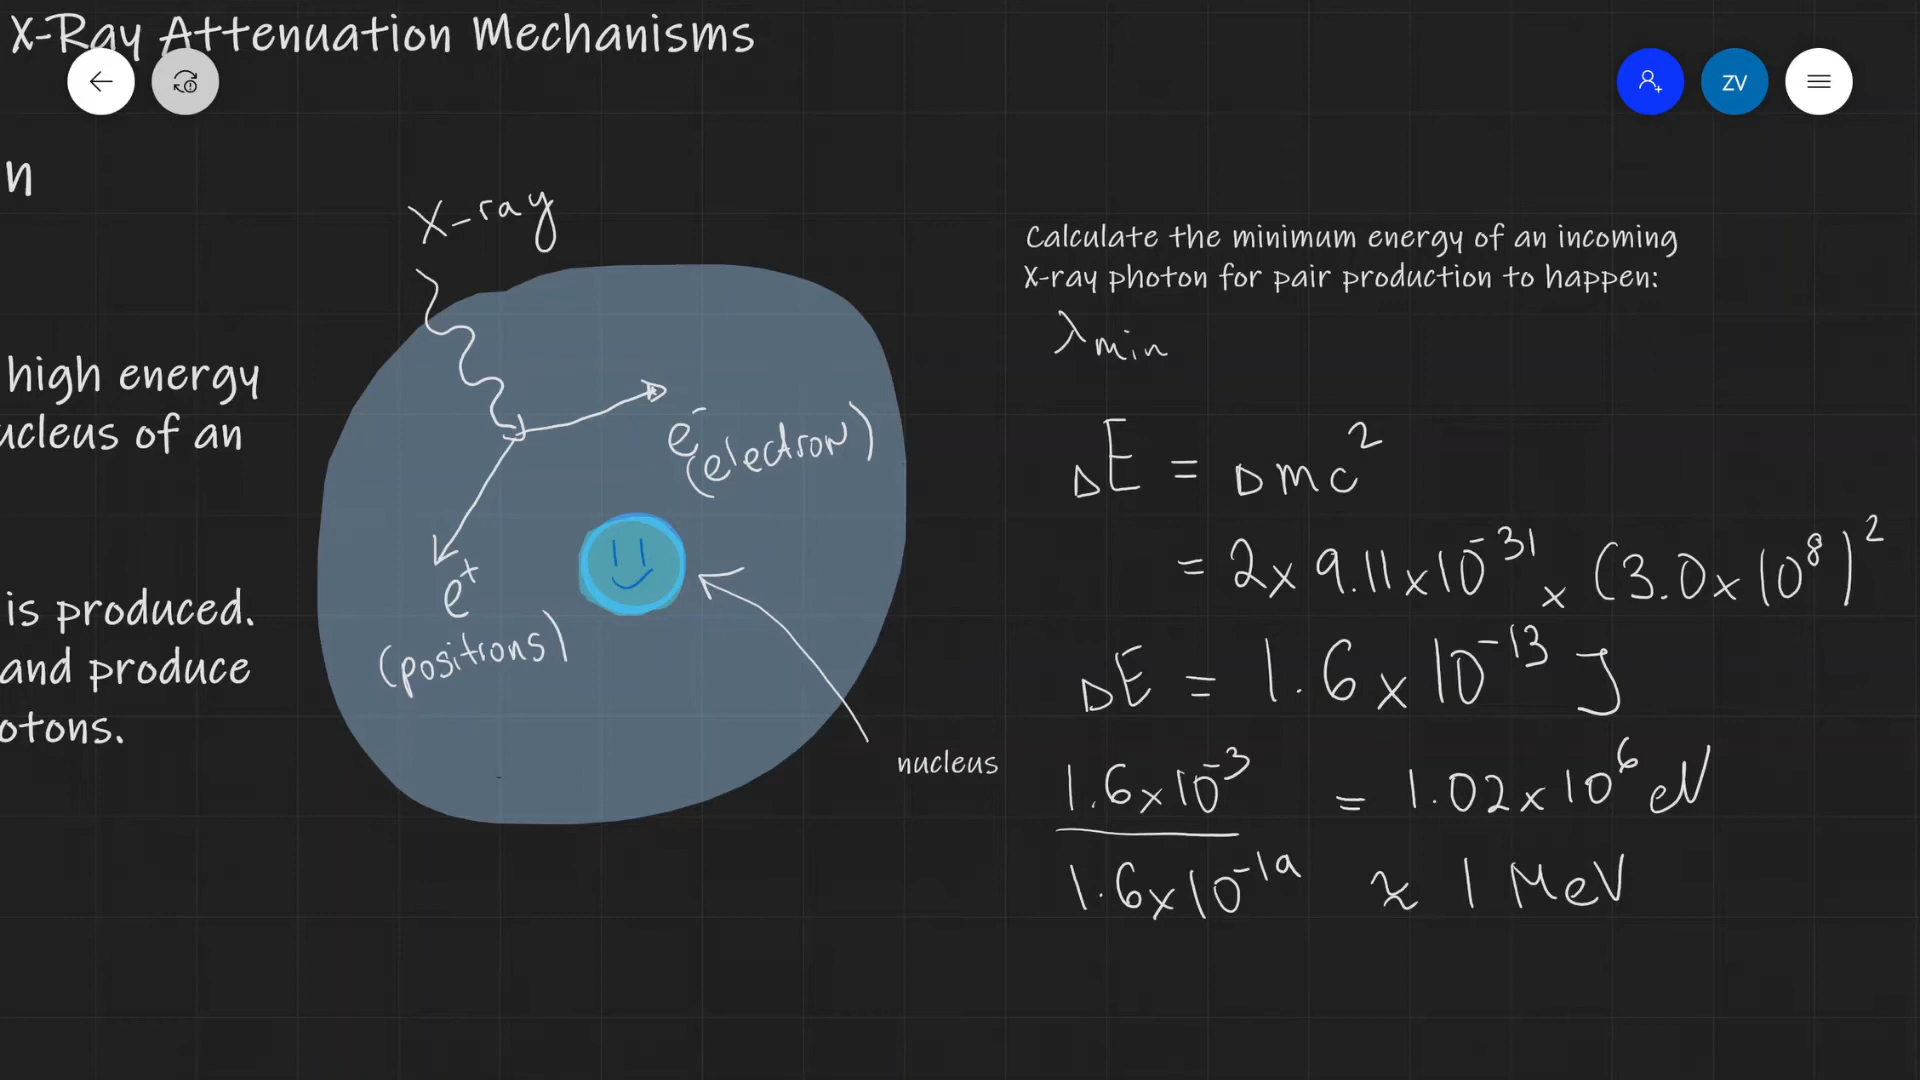 X-Ray Attenuation Mechanisms
ZV
n
X-ray
high energy
ucleus of an
is produced.
and produce
otons.
e⁻
(electron)
e⁺
(positrons)
nucleus
Calculate the minimum energy of an incoming
X-ray photon for pair production to happen:
λmin
ΔE = Δmc²
= 2 x 9.11 x 10⁻³¹ x (3.0 x 10⁸)²
ΔE = 1.6 x 10⁻¹³ J
1.6 x 10⁻³
= 1.02 x 10⁶ eV
1.6 x 10⁻¹⁹
≈ 1 MeV